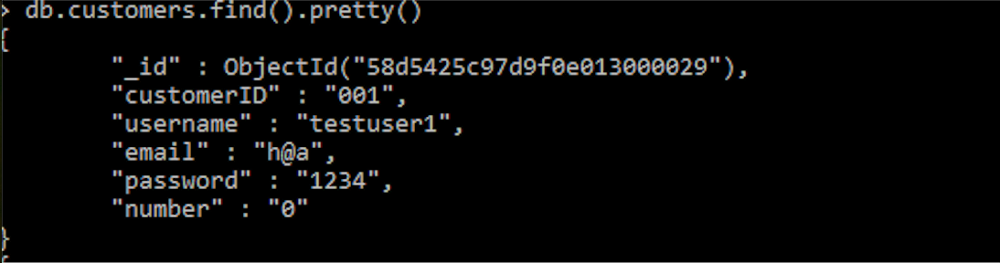 > db.customers.find().pretty()
{
"_id" : ObjectId("58d5425c97d9f0e013000029"),
"customerID" : "001",
"username" : "testuser1",
"email" : "h@a",
"password" : "1234",
"number" : "0"
}
{